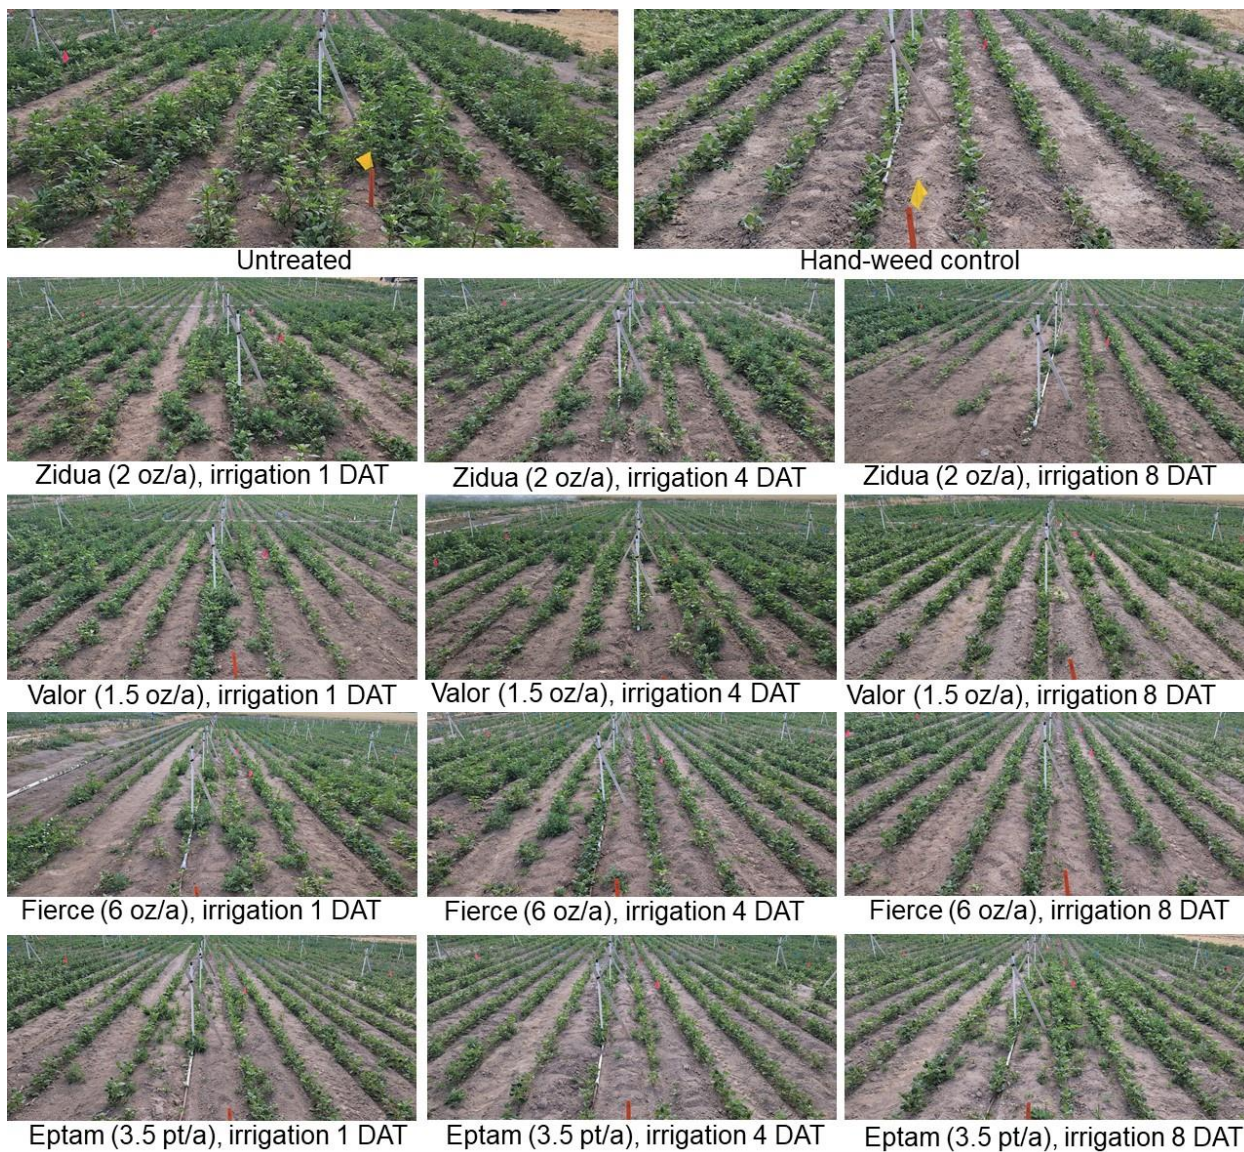 Untreated
Hand-weed control
Zidua (2 oz/a), irrigation 1 DAT
Zidua (2 oz/a), irrigation 4 DAT
Zidua (2 oz/a), irrigation 8 DAT
Valor (1.5 oz/a), irrigation 1 DAT
Valor (1.5 oz/a), irrigation 4 DAT
Valor (1.5 oz/a), irrigation 8 DAT
Fierce (6 oz/a), irrigation 1 DAT
Fierce (6 oz/a), irrigation 4 DAT
Fierce (6 oz/a), irrigation 8 DAT
Eptam (3.5 pt/a), irrigation 1 DAT
Eptam (3.5 pt/a), irrigation 4 DAT
Eptam (3.5 pt/a), irrigation 8 DAT